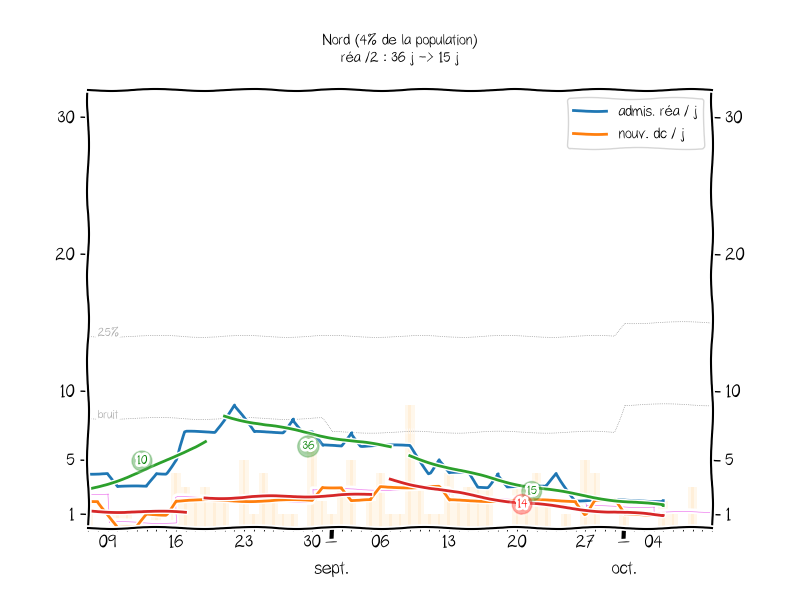 Nord (4% de la population)
réa /2 : 36 j -> 15 j
admis. réa / j
nouv. dc / j
30
30
20
20
25%
10
10
bruit
36
10
5
5
15
14
1
1
09 16 23 30 06 13 20 27 04
sept. oct.